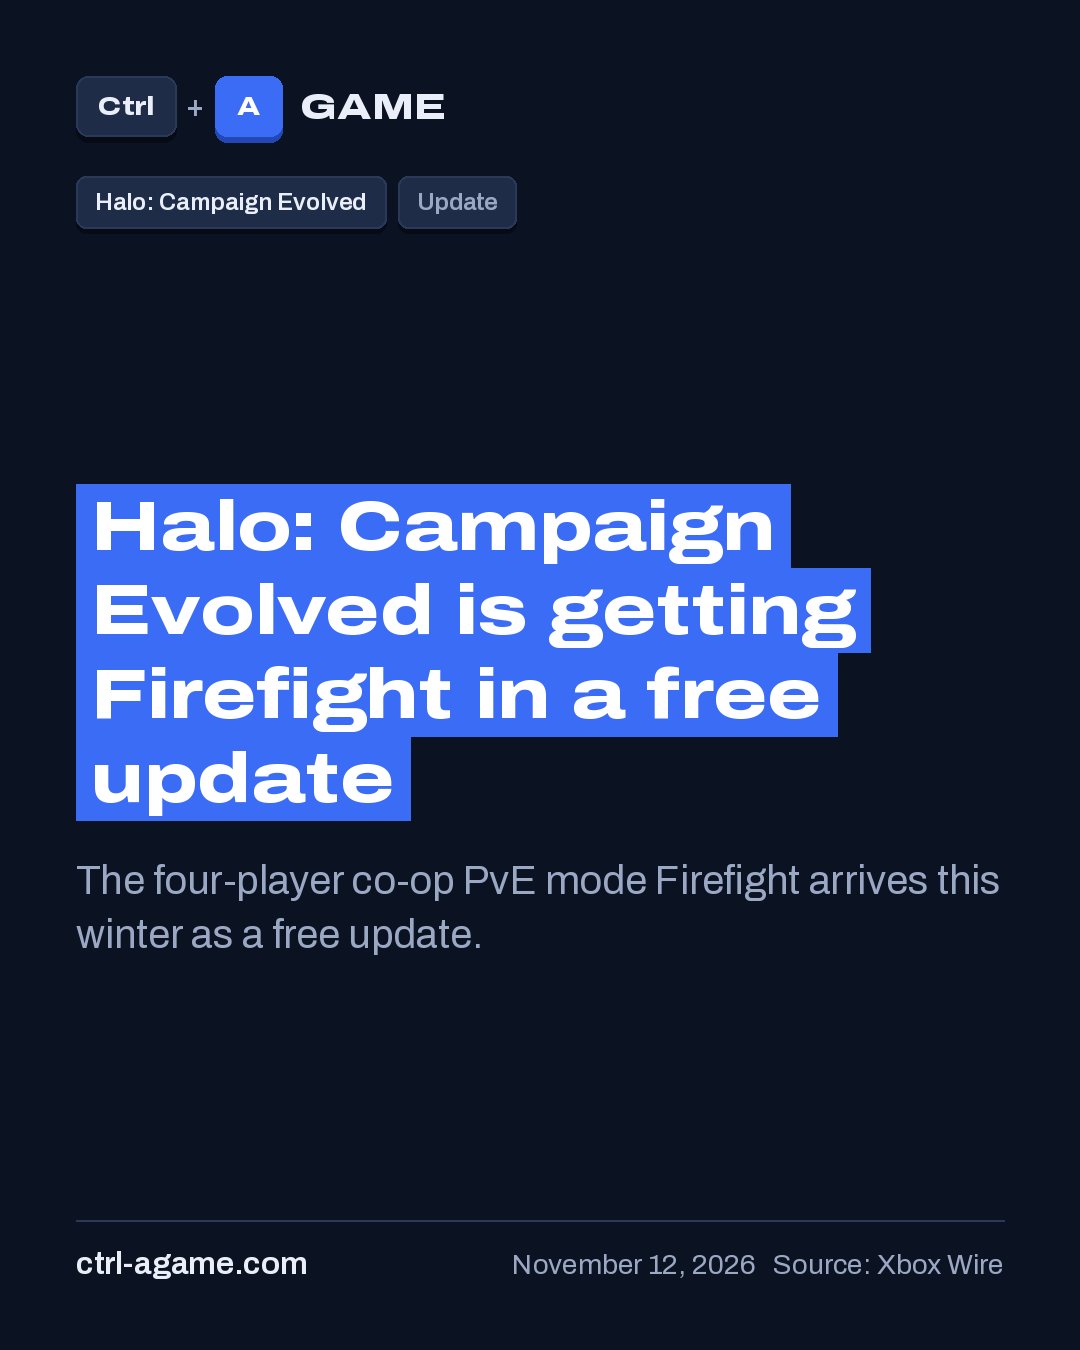 Ctrl + A GAME
Halo: Campaign Evolved Update
Halo: Campaign
Evolved is getting
Firefight in a free
update
The four-player co-op PvE mode Firefight arrives this
winter as a free update.
ctrl-agame.com November 12, 2026 Source: Xbox Wire